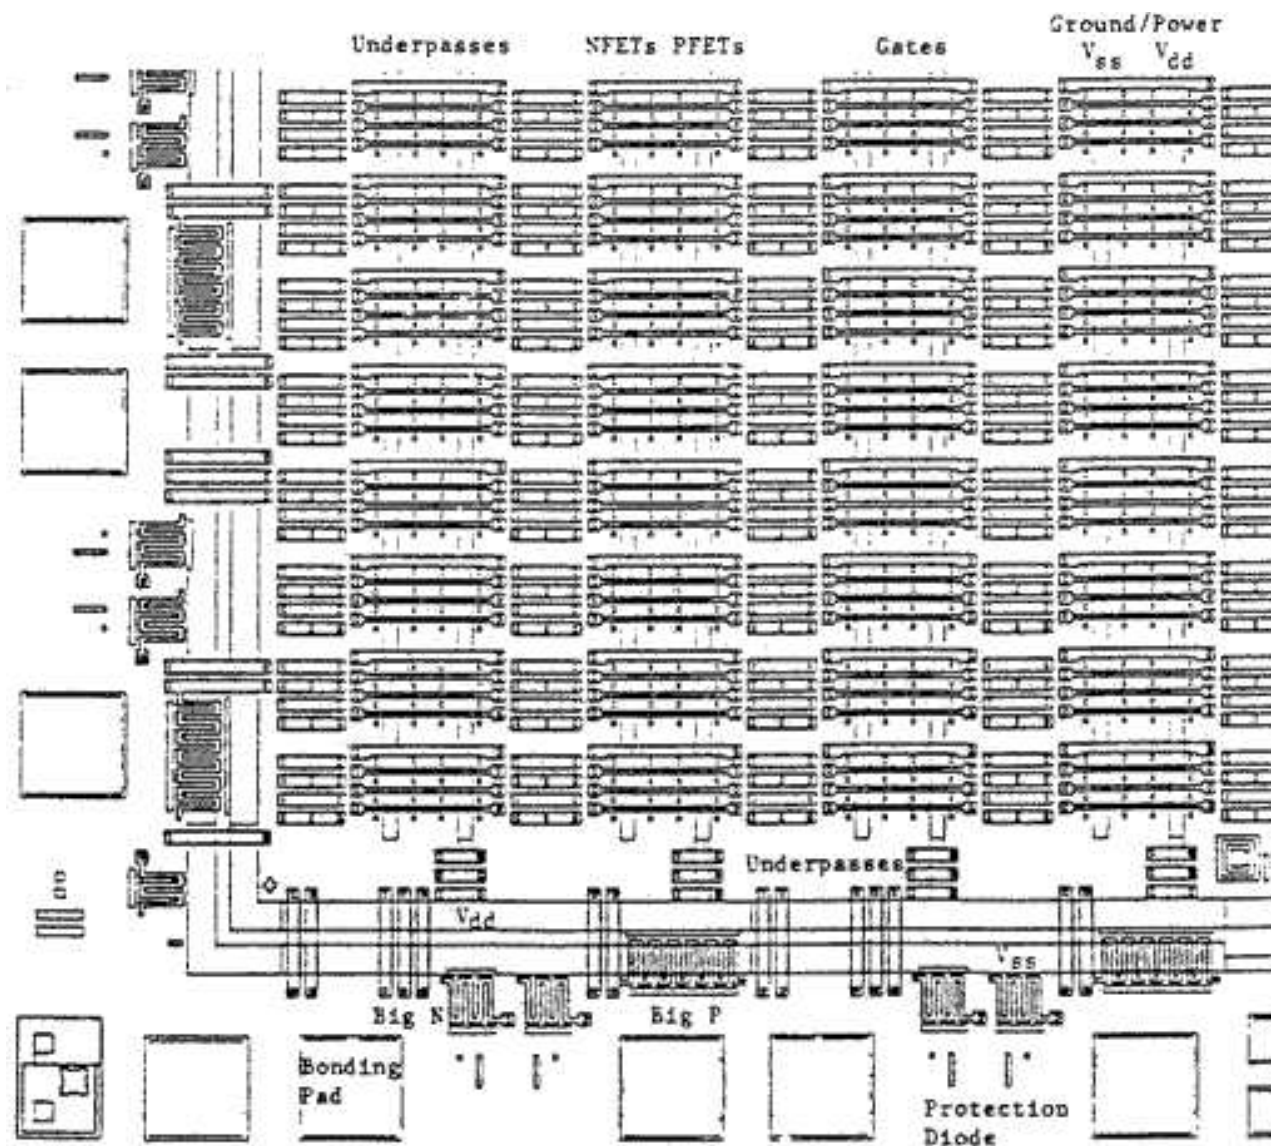 Ground/Power
Underpasses NFETs PFETs Gates Vss Vdd
Underpasses
Vdd
Vss
Big N Big P
Bonding
Pad
Protection
Diode